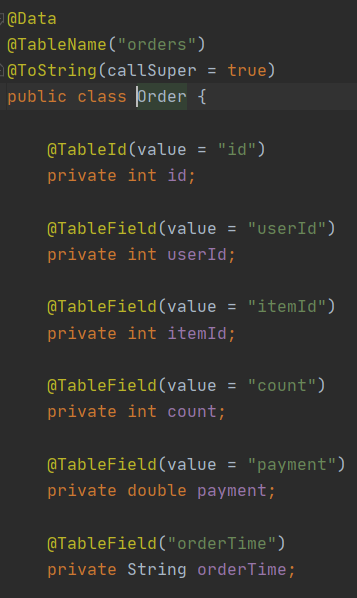 @Data
@TableName("orders")
@ToString(callSuper = true)
public class Order {
@TableId(value = "id")
private int id;
@TableField(value = "userId")
private int userId;
@TableField(value = "itemId")
private int itemId;
@TableField(value = "count")
private int count;
@TableField(value = "payment")
private double payment;
@TableField("orderTime")
private String orderTime;